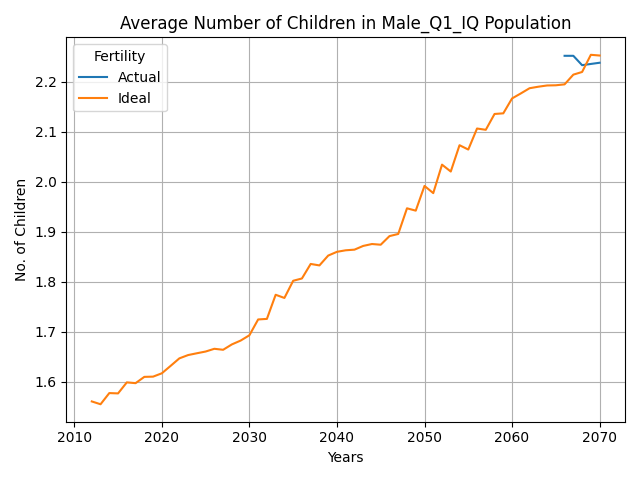 Average Number of Children in Male_Q1_IQ Population
Fertility
Actual
Ideal
No. of Children
2.2
2.1
2.0
1.9
1.8
1.7
1.6
2010 2020 2030 2040 2050 2060 2070
Years